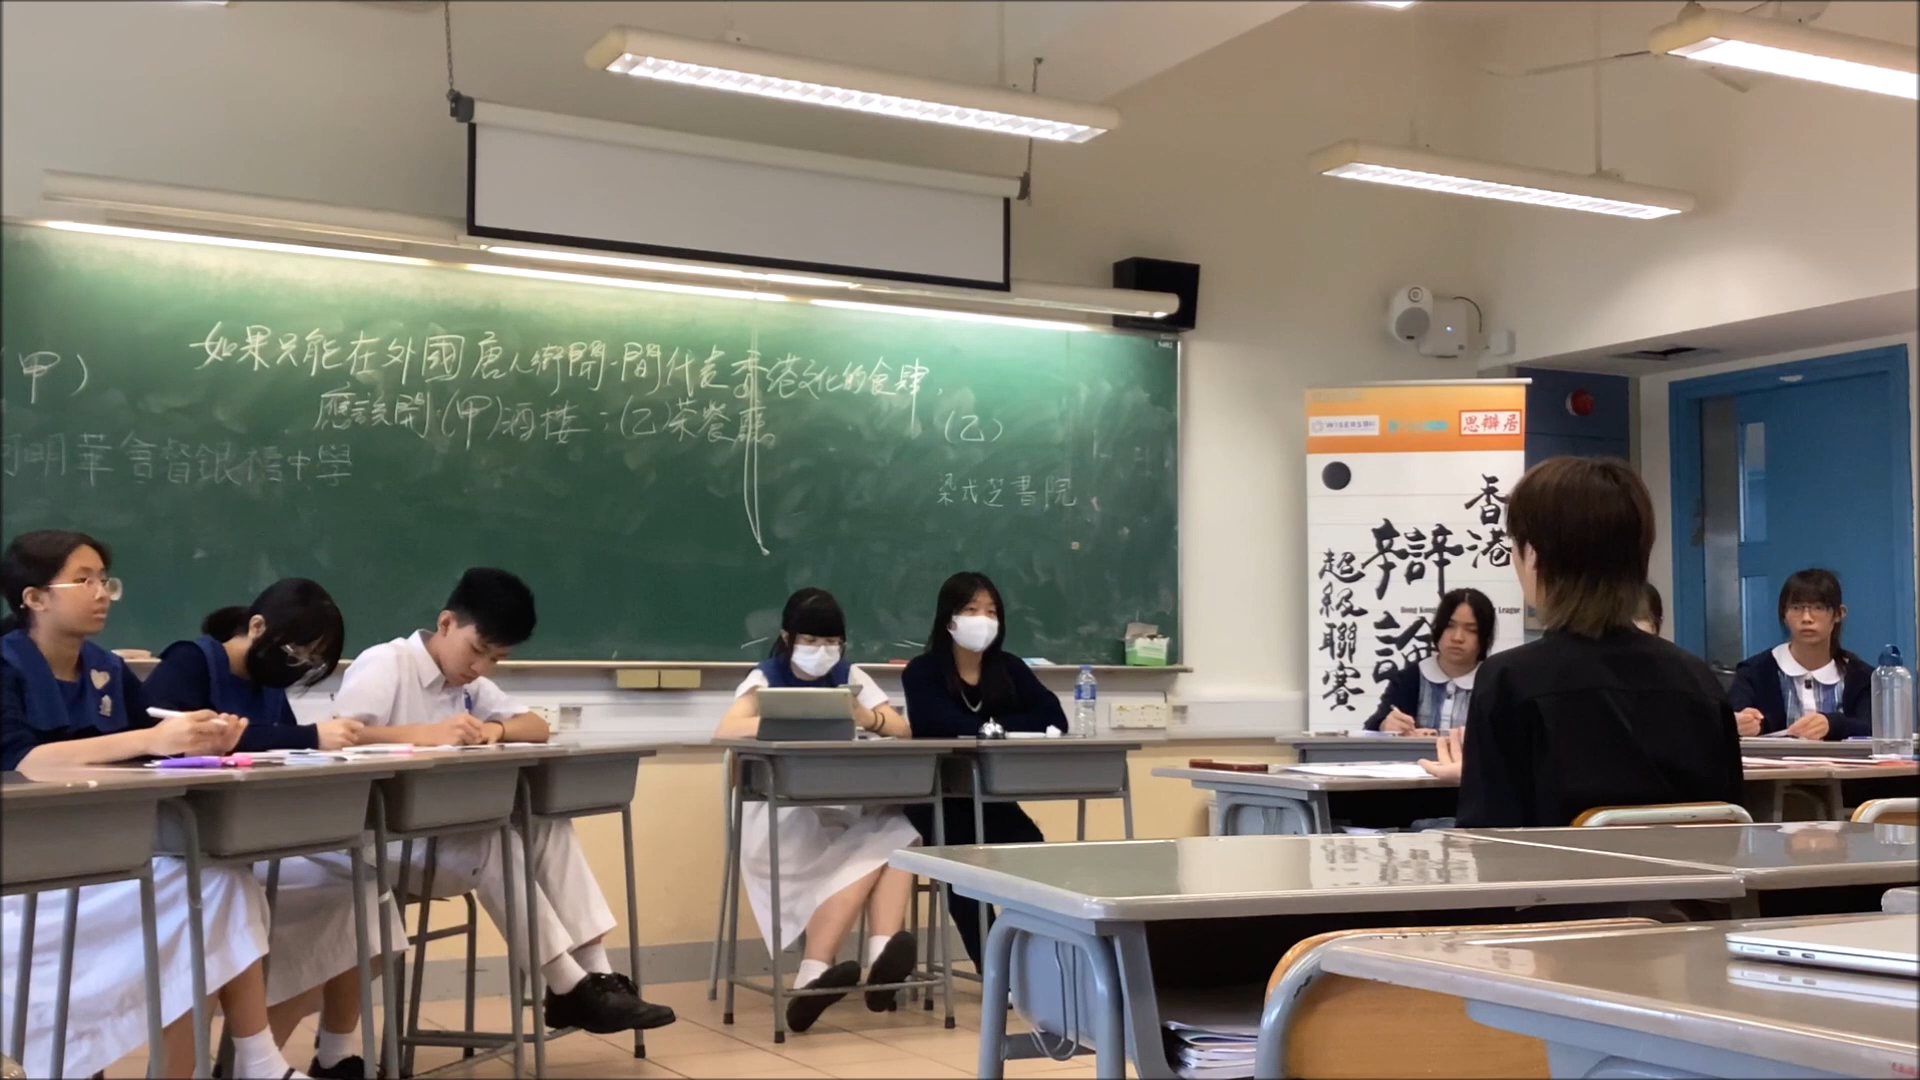 甲)
如果只能在外國唐人街開一間代表香港文化的食肆,
應該開:(甲)酒樓;(乙)茶餐廳
(乙)
何明華會督銀禧中學
梁式芝書院
WISERS
思辯居
香港
辯論
超級聯賽